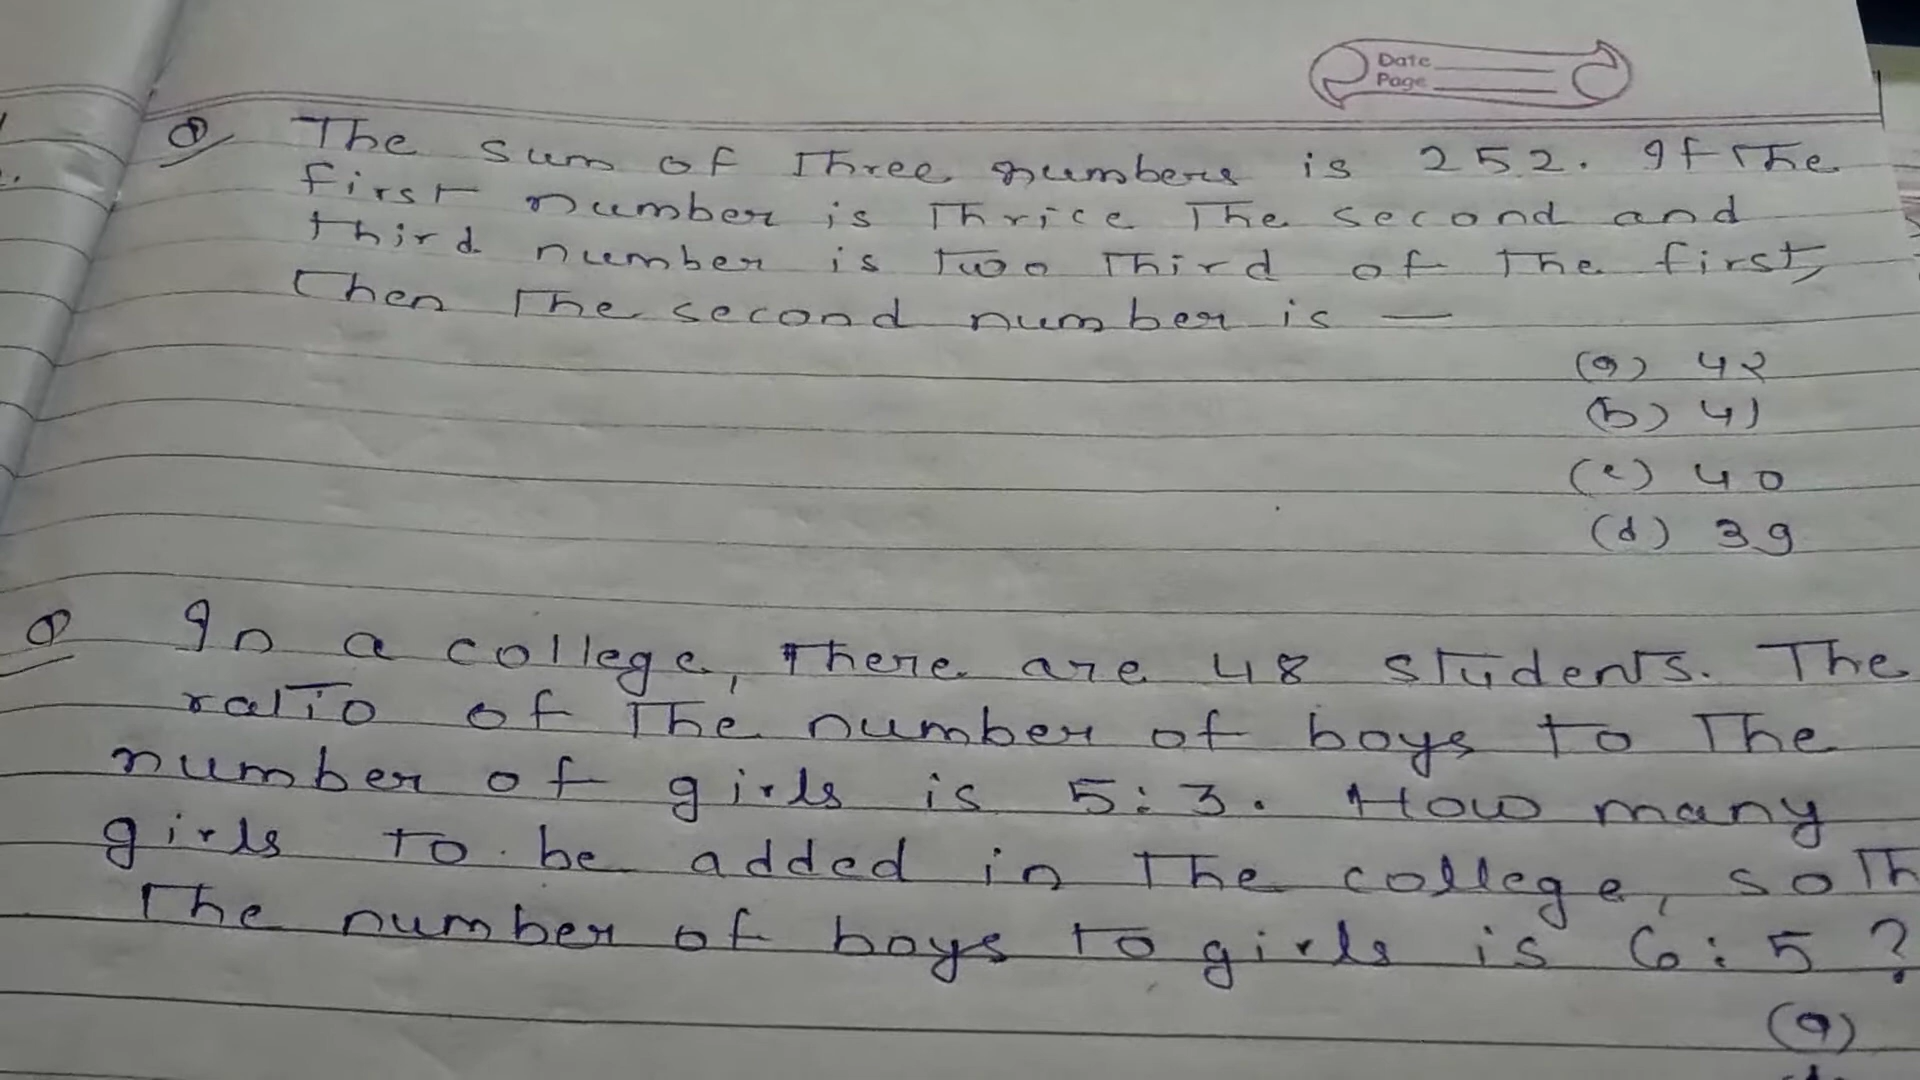 Date
Page
Q The sum of three numbers is 252. If the
first number is thrice the second and
third number is two third of the first,
then the second number is —
(a) 42
(b) 41
(c) 40
(d) 39
Q In a college, there are 48 students. The
ratio of the number of boys to the
number of girls is 5:3. How many
girls to be added in the college, so th
the number of boys to girls is 6:5?
(a)